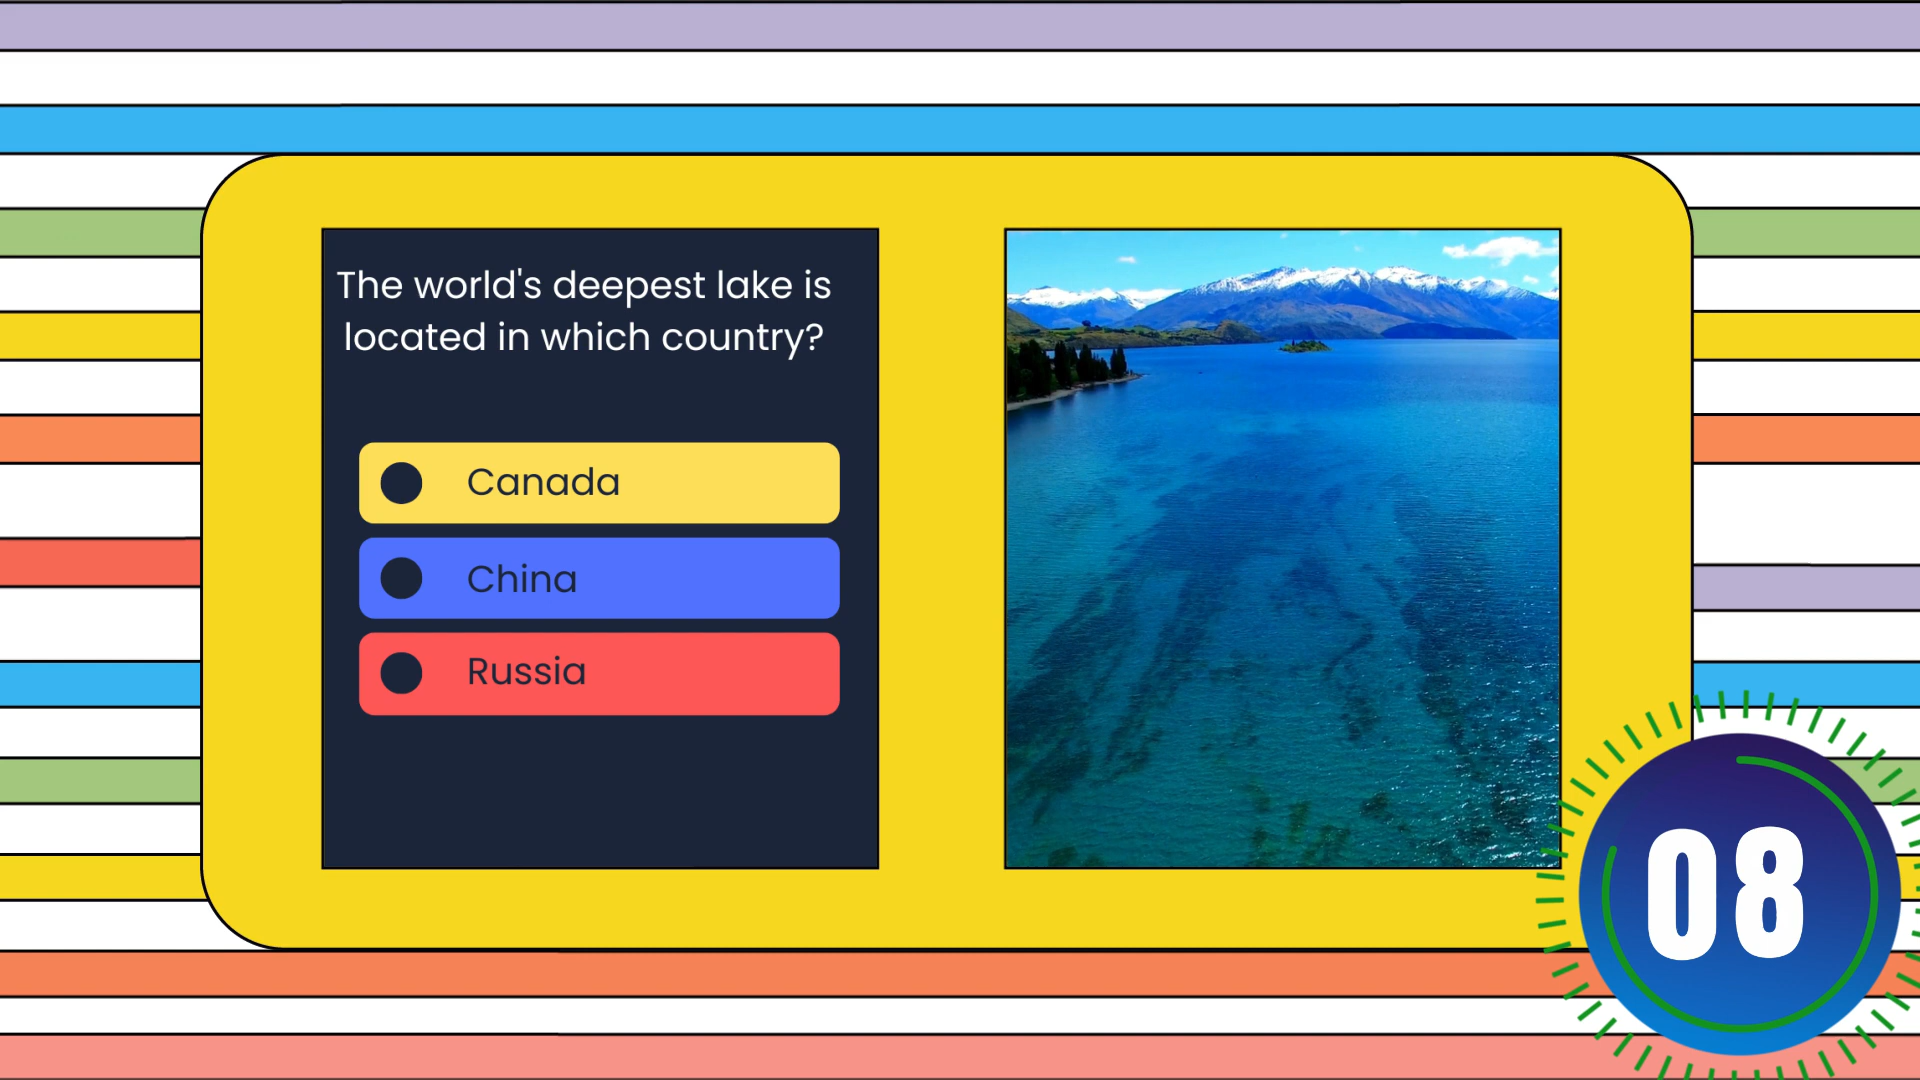 The world's deepest lake is
located in which country?
Canada
China
Russia
08